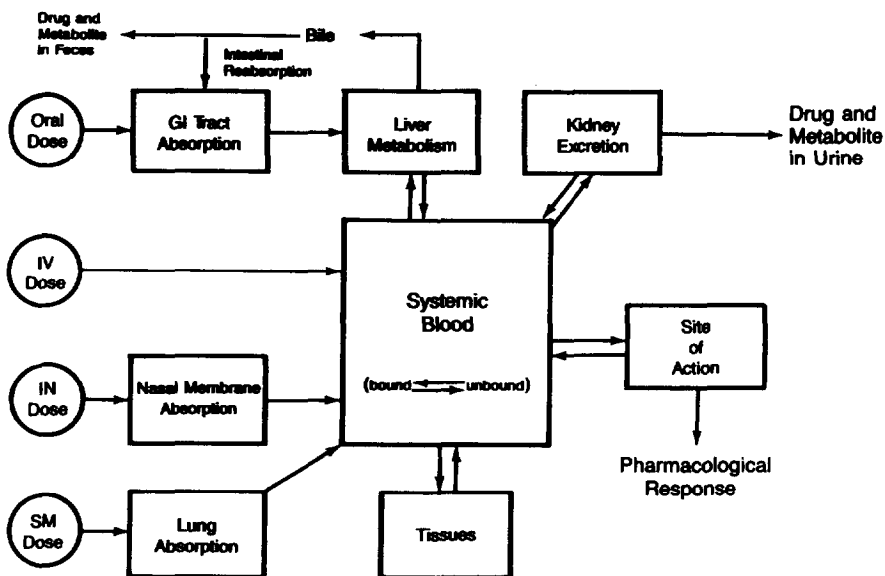 Drug and
Metabolite
in Feces
Bile
Intestinal
Reabsorption
Oral
Dose
GI Tract
Absorption
Liver
Metabolism
Kidney
Excretion
Drug and
Metabolite
in Urine
IV
Dose
Systemic
Blood
(bound unbound)
Site
of
Action
IN
Dose
Nasal Membrane
Absorption
Pharmacological
Response
SM
Dose
Lung
Absorption
Tissues